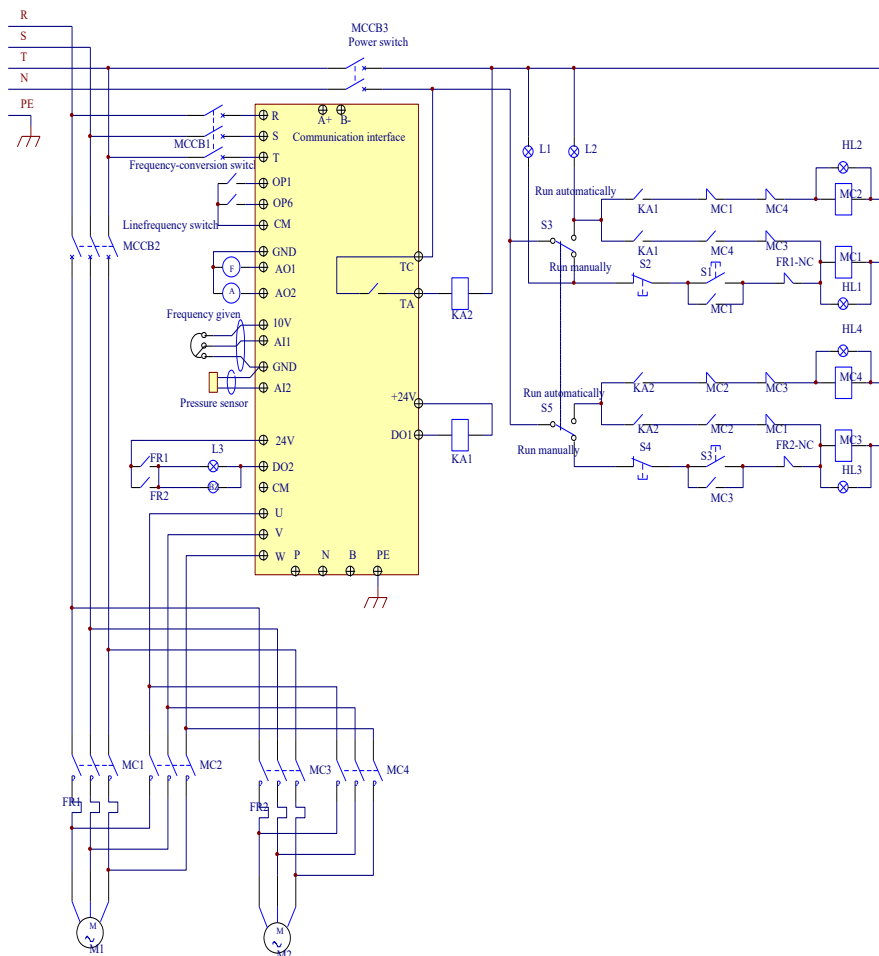 R
S
T
N
PE
MCCB3
Power switch
MCCB1
Frequency-conversion switch
Linefrequency switch
MCCB2
A+
B-
Communication interface
R
S
T
OP1
OP6
CM
GND
AO1
AO2
F
A
Frequency given
10V
AI1
GND
AI2
Pressure sensor
24V
DO2
CM
FR1
FR2
L3
BZ
U
V
W
P
N
B
PE
TC
TA
KA2
+24V
DO1
KA1
L1
L2
Run automatically
S3
Run manually
KA1
MC1
MC4
HL2
MC2
KA1
MC4
MC3
MC1
S2
S1
FR1-NC
MC1
HL1
HL4
Run automatically
S5
Run manually
KA2
MC2
MC3
MC4
KA2
MC2
MC1
MC3
S4
S3
FR2-NC
MC3
HL3
MC1
MC2
MC3
MC4
FR1
FR2
M
M1
M
M2